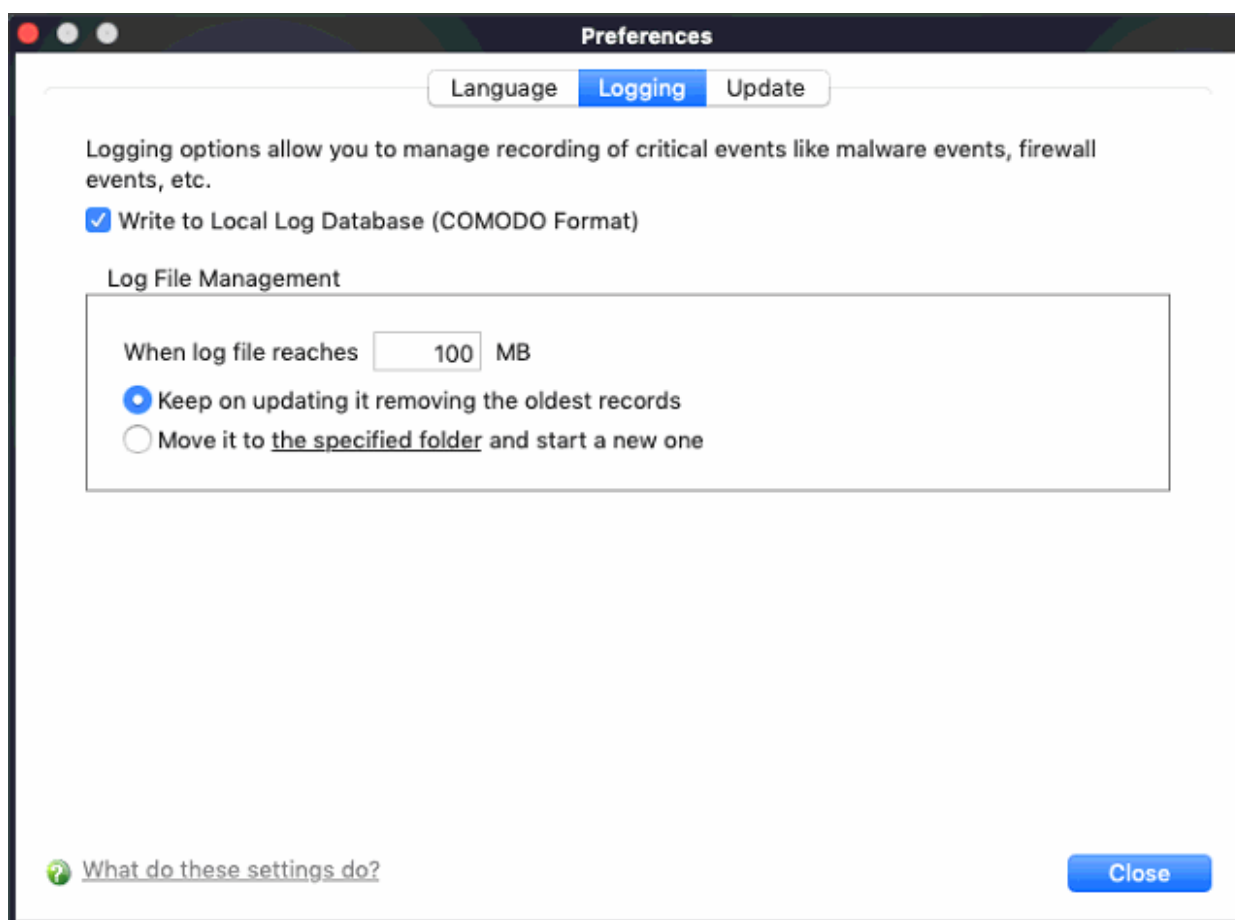 Preferences
Language Logging Update
Logging options allow you to manage recording of critical events like malware events, firewall
events, etc.
Write to Local Log Database (COMODO Format)
Log File Management
When log file reaches 100 MB
Keep on updating it removing the oldest records
Move it to the specified folder and start a new one
What do these settings do?
Close